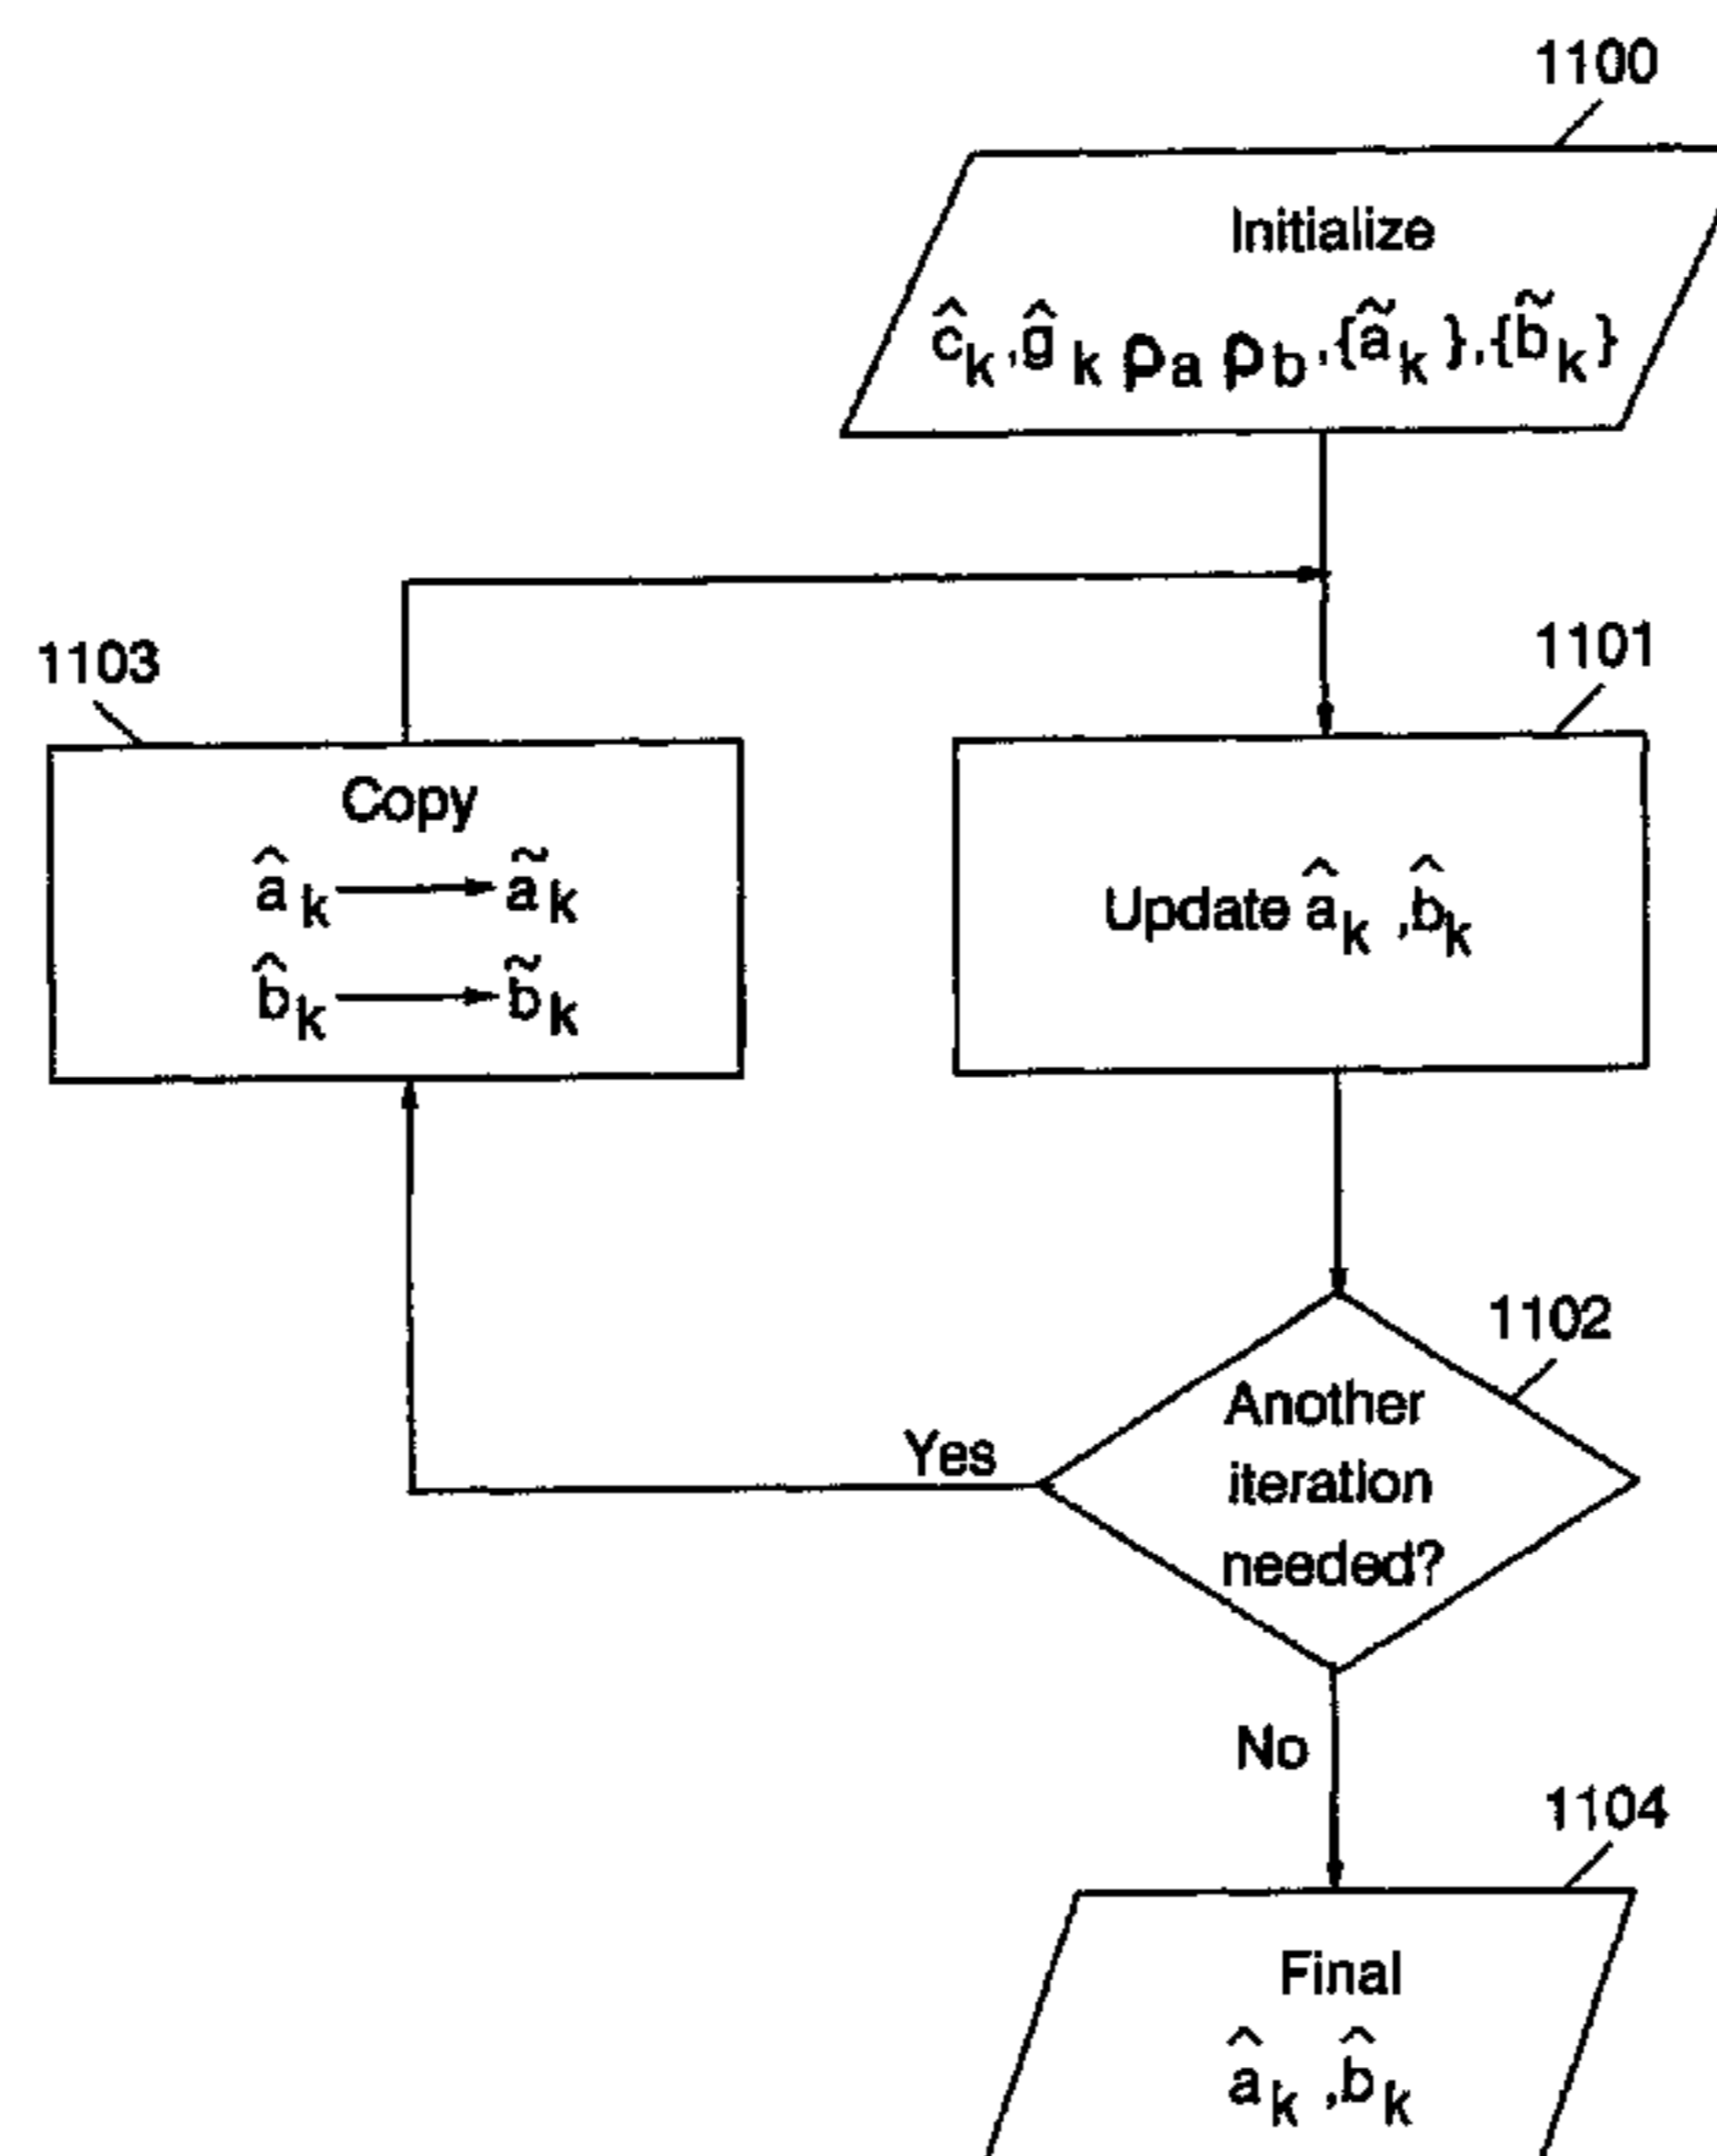 1100
Initialize
ĉk,ĝk ρa ρb,{ãk},{b̃k}
1103
1101
Copy
âk → ãk
b̂k → b̃k
Update âk,b̂k
1102
Another
iteration
needed?
Yes
No
1104
Final
âk,b̂k